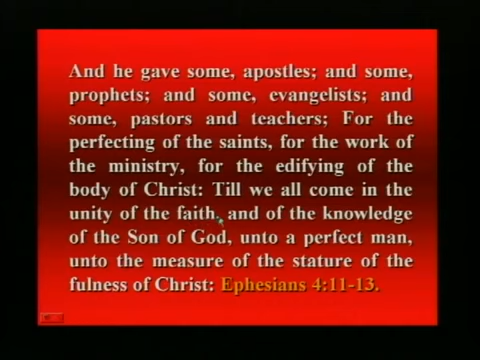 And he gave some, apostles; and some,
prophets; and some, evangelists; and
some, pastors and teachers; For the
perfecting of the saints, for the work of
the ministry, for the edifying of the
body of Christ: Till we all come in the
unity of the faith, and of the knowledge
of the Son of God, unto a perfect man,
unto the measure of the stature of the
fulness of Christ: Ephesians 4:11-13.